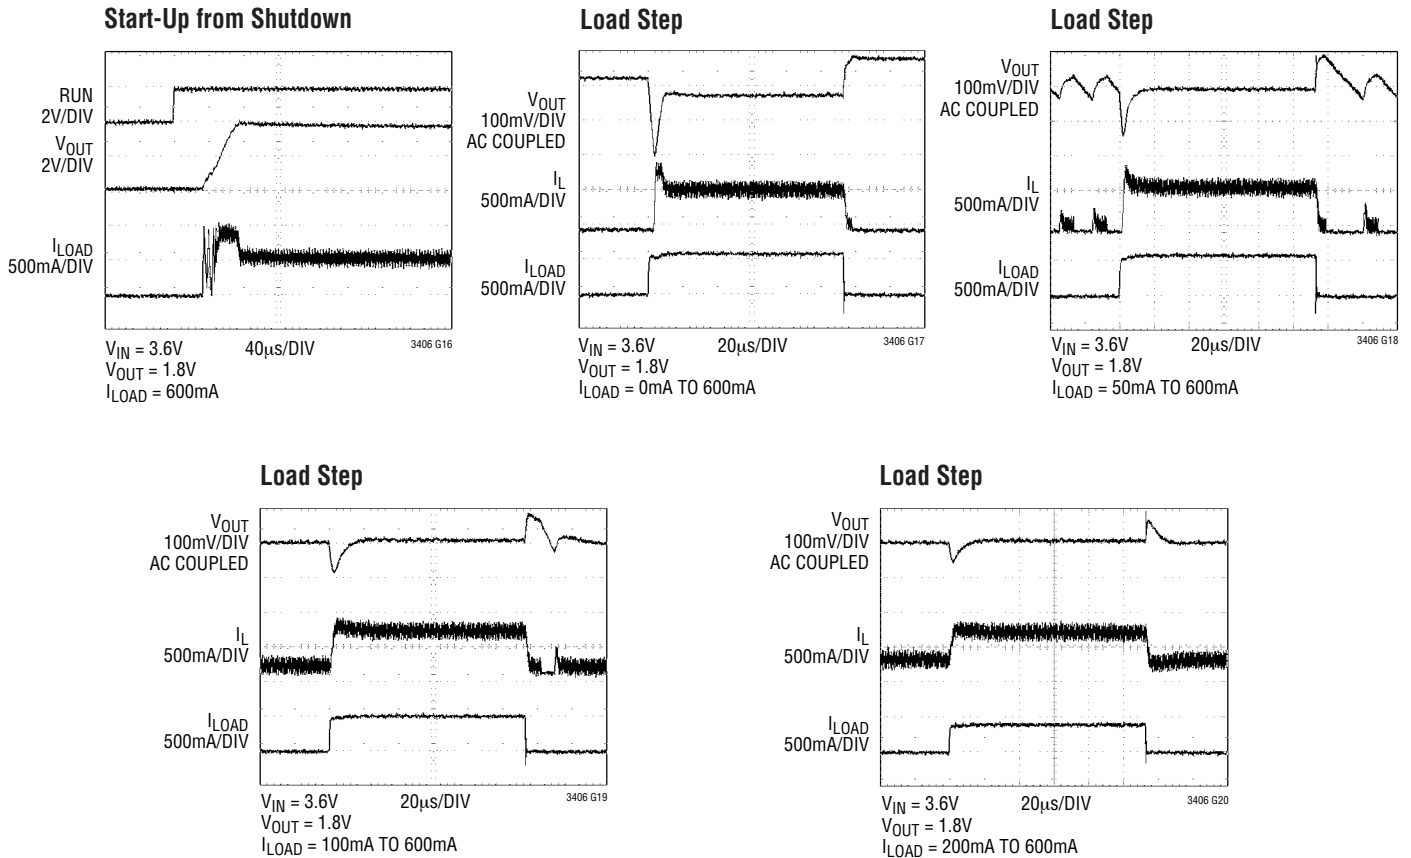 Start-Up from Shutdown
RUN
2V/DIV
VOUT
2V/DIV
ILOAD
500mA/DIV
VIN = 3.6V
40µs/DIV
3406 G16
VOUT = 1.8V
ILOAD = 600mA
Load Step
VOUT
100mV/DIV
AC COUPLED
IL
500mA/DIV
ILOAD
500mA/DIV
VIN = 3.6V
20µs/DIV
3406 G17
VOUT = 1.8V
ILOAD = 0mA TO 600mA
Load Step
VOUT
100mV/DIV
AC COUPLED
IL
500mA/DIV
ILOAD
500mA/DIV
VIN = 3.6V
20µs/DIV
3406 G18
VOUT = 1.8V
ILOAD = 50mA TO 600mA
Load Step
VOUT
100mV/DIV
AC COUPLED
IL
500mA/DIV
ILOAD
500mA/DIV
VIN = 3.6V
20µs/DIV
3406 G19
VOUT = 1.8V
ILOAD = 100mA TO 600mA
Load Step
VOUT
100mV/DIV
AC COUPLED
IL
500mA/DIV
ILOAD
500mA/DIV
VIN = 3.6V
20µs/DIV
3406 G20
VOUT = 1.8V
ILOAD = 200mA TO 600mA